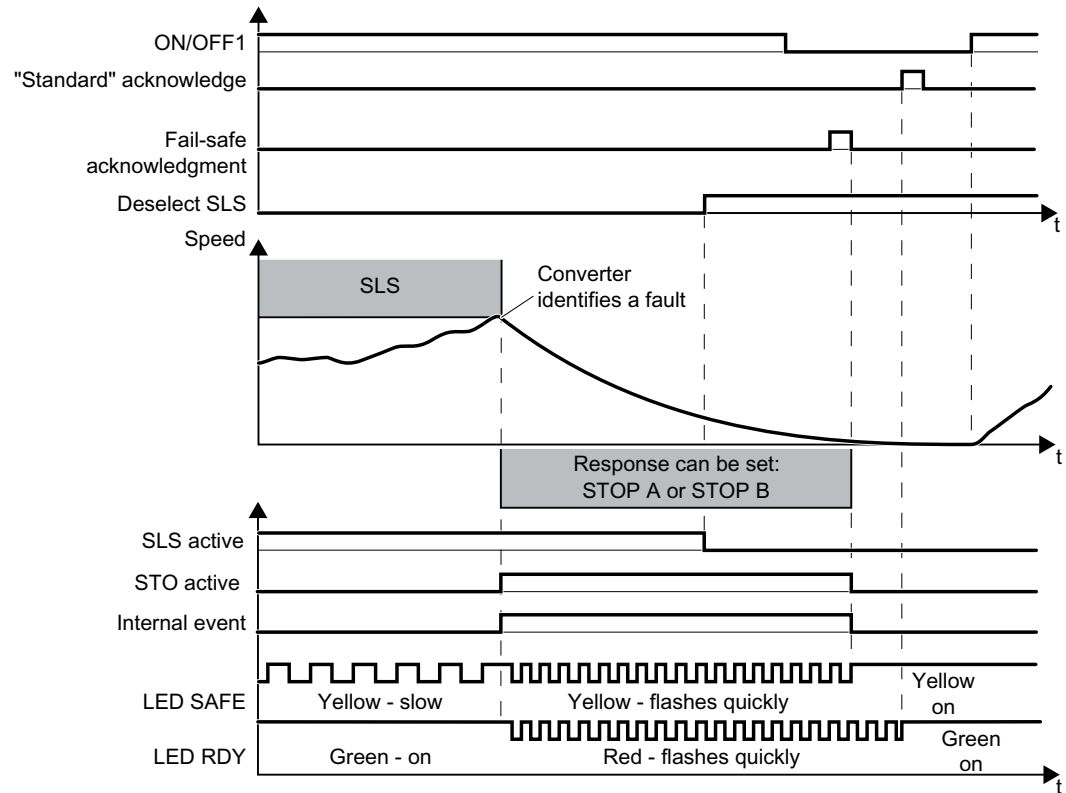 ON/OFF1
"Standard" acknowledge
Fail-safe
acknowledgment
Deselect SLS
t
Speed
SLS
Converter
identifies a fault
t
Response can be set:
STOP A or STOP B
SLS active
STO active
Internal event
LED SAFE
Yellow - slow
Yellow - flashes quickly
Yellow
on
LED RDY
Green - on
Red - flashes quickly
Green
on
t